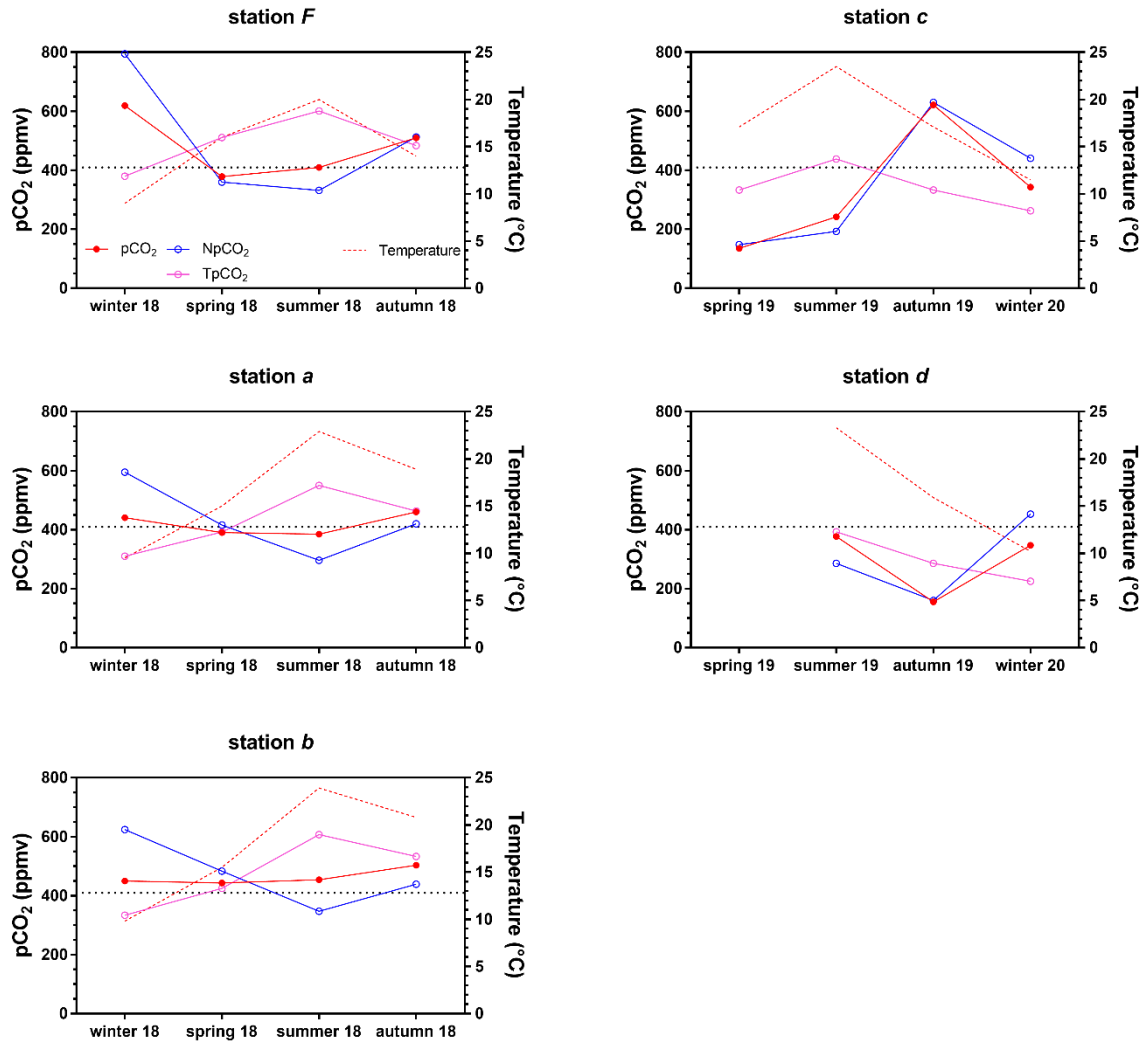 station F
800
600
400
200
0
pCO₂ (ppmv)
25
20
15
10
5
0
Temperature (°C)
pCO₂
NpCO₂
TpCO₂
Temperature
winter 18 spring 18 summer 18 autumn 18
station c
800
600
400
200
0
pCO₂ (ppmv)
25
20
15
10
5
0
Temperature (°C)
spring 19 summer 19 autumn 19 winter 20
station a
800
600
400
200
0
pCO₂ (ppmv)
25
20
15
10
5
0
Temperature (°C)
winter 18 spring 18 summer 18 autumn 18
station d
800
600
400
200
0
pCO₂ (ppmv)
25
20
15
10
5
0
Temperature (°C)
spring 19 summer 19 autumn 19 winter 20
station b
800
600
400
200
0
pCO₂ (ppmv)
25
20
15
10
5
0
Temperature (°C)
winter 18 spring 18 summer 18 autumn 18